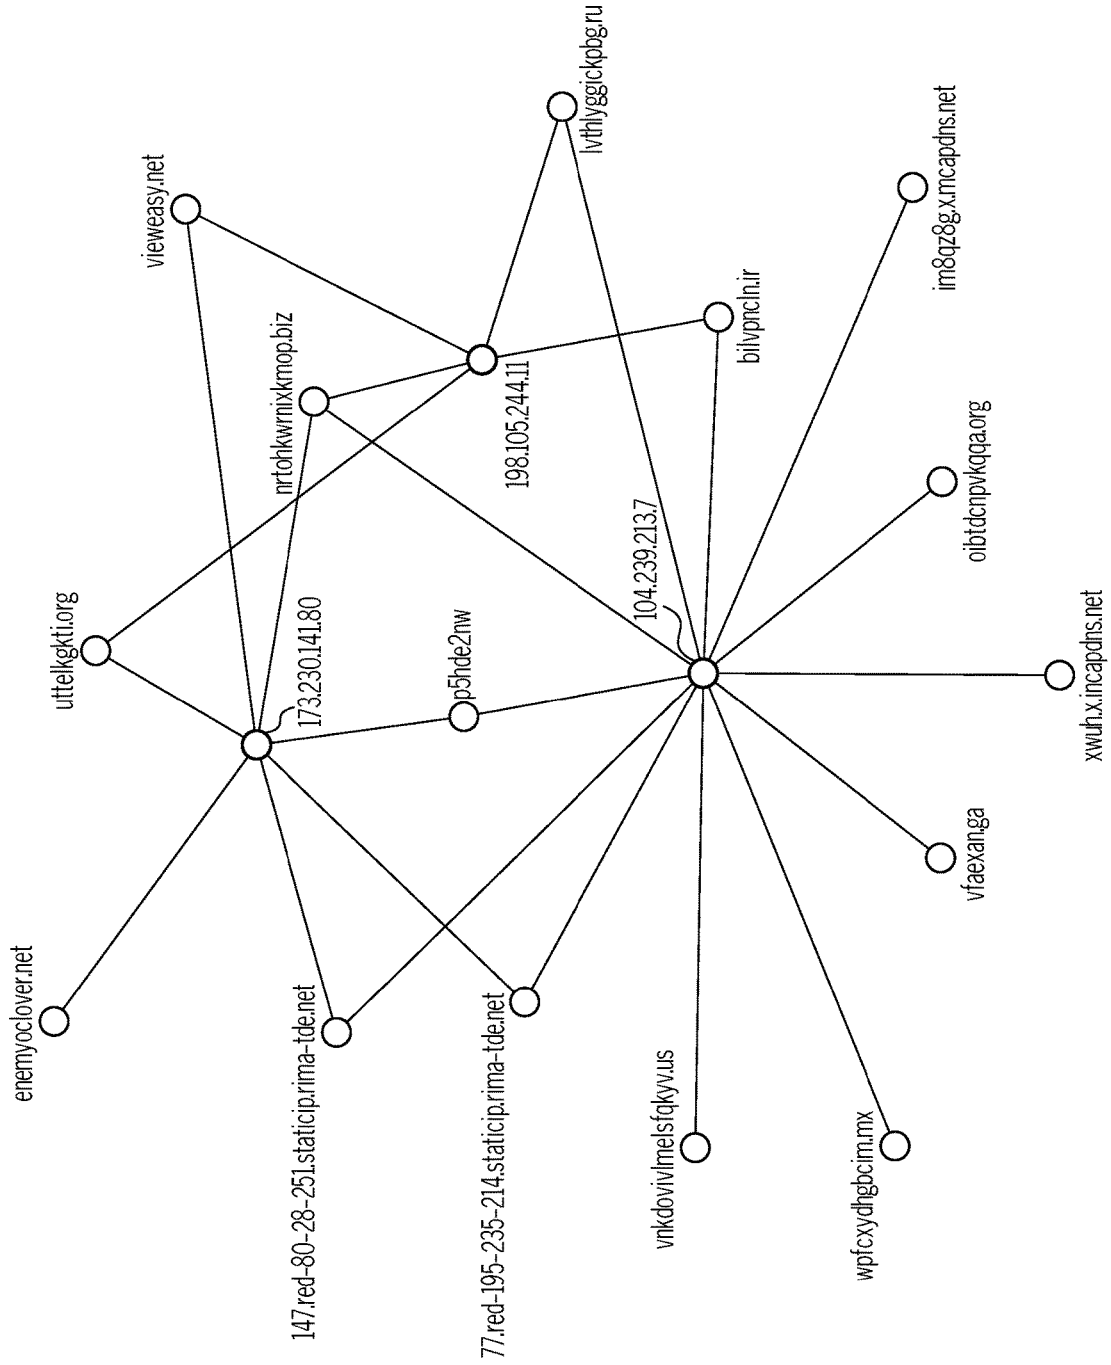 enemyoclover.net
uttelkgkti.org
vieweasy.net
147.red-80-28-251.staticip.rima-tde.net
173.230.141.80
nrtohkwrnixkmop.biz
77.red-195-235-214.staticip.rima-tde.net
p5hde2nw
198.105.244.11
lvthlyggickpbg.ru
vnkdovivlmelsfqkyv.us
104.239.213.7
bilvpncln.ir
wpfcxydhgbcim.mx
vfaexan.ga
oibtdcnpvkqqa.org
im8qz8g.x.mcapdns.net
xwuh.x.incapdns.net